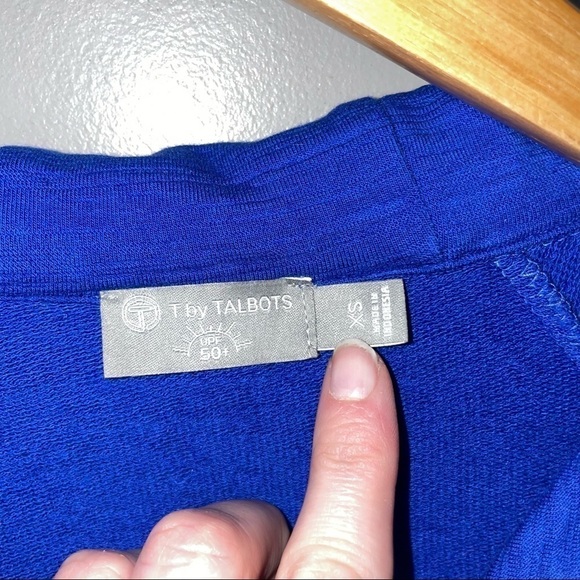 T by TALBOTS
UPF
50+
XS
MADE IN
INDONESIA